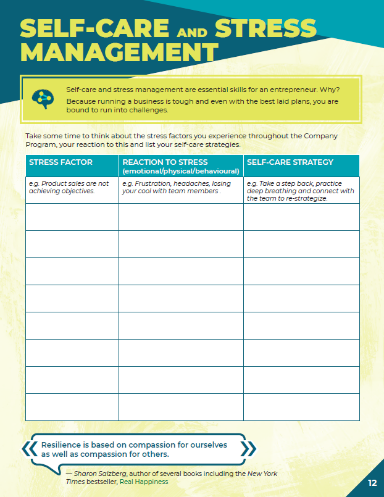 SELF-CARE AND STRESS
MANAGEMENT
Self-care and stress management are essential skills for an entrepreneur. Why?
Because running a business is tough and even with the best laid plans, you are
bound to run into challenges.
Take some time to think about the stress factors you experience throughout the Company
Program, your reaction to this and list your self-care strategies.
STRESS FACTOR
REACTION TO STRESS
(emotional/physical/behavioural)
SELF-CARE STRATEGY
e.g. Product sales are not
achieving objectives.
e.g. Frustration, headaches, losing
your cool with team members
e.g. Take a step back, practice
deep breathing and connect with
the team to re-strategize.
Resilience is based on compassion for ourselves
as well as compassion for others.
— Sharon Salzberg, author of several books including the New York
Times bestseller, Real Happiness
12